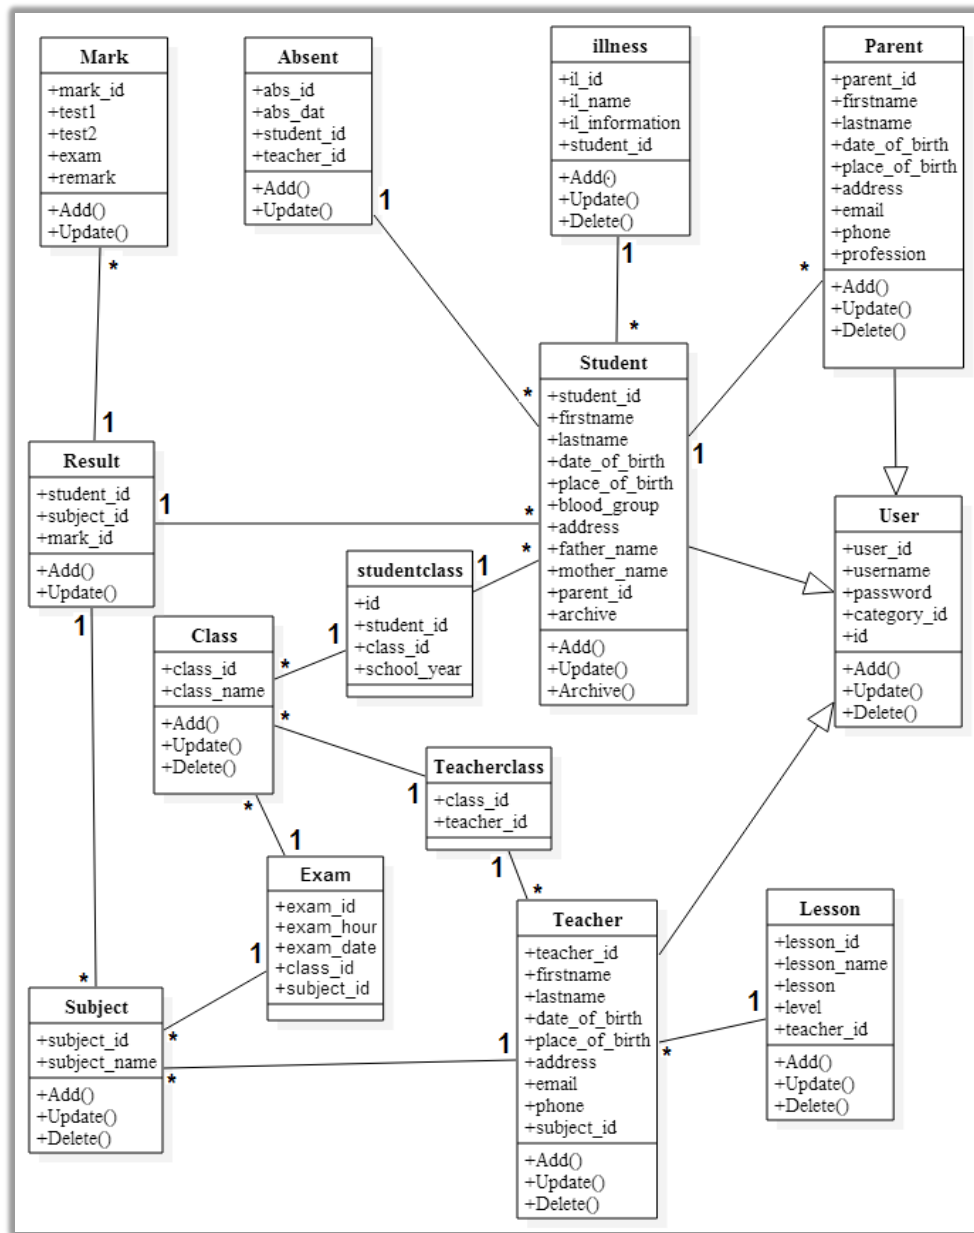 Mark
+mark_id
+test1
+test2
+exam
+remark
+Add()
+Update()
*
Absent
+abs_id
+abs_dat
+student_id
+teacher_id
+Add()
+Update()
1
illness
+il_id
+il_name
+il_information
+student_id
+Add()
+Update()
+Delete()
1
*
Parent
+parent_id
+firstname
+lastname
+date_of_birth
+place_of_birth
+address
+email
+phone
+profession
+Add()
+Update()
+Delete()
*
1
Result
+student_id
+subject_id
+mark_id
+Add()
+Update()
1
1
*
*
Student
+student_id
+firstname
+lastname
+date_of_birth
+place_of_birth
+blood_group
+address
+father_name
+mother_name
+parent_id
+archive
+Add()
+Update()
+Archive()
1
*
User
+user_id
+username
+password
+category_id
+id
+Add()
+Update()
+Delete()
studentclass
+id
+student_id
+class_id
+school_year
1
1
Class
+class_id
+class_name
+Add()
+Update()
+Delete()
*
*
*
Teacherclass
+class_id
+teacher_id
1
1
*
Exam
+exam_id
+exam_hour
+exam_date
+class_id
+subject_id
1
1
*
Subject
+subject_id
+subject_name
+Add()
+Update()
+Delete()
*
*
Teacher
+teacher_id
+firstname
+lastname
+date_of_birth
+place_of_birth
+address
+email
+phone
+subject_id
+Add()
+Update()
+Delete()
1
*
Lesson
+lesson_id
+lesson_name
+lesson
+level
+teacher_id
+Add()
+Update()
+Delete()
1